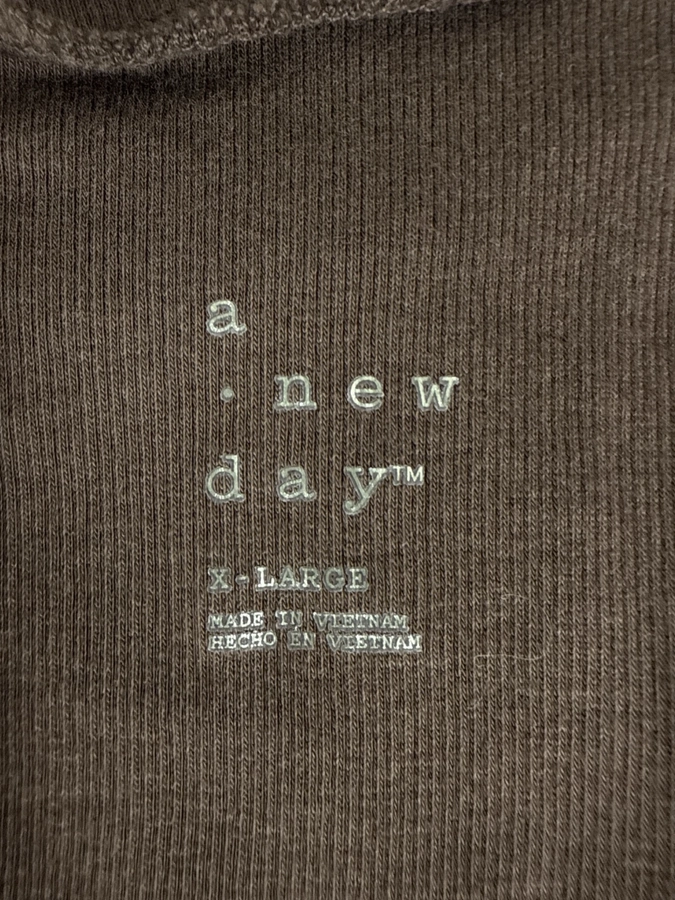 a
· new
day™
X-LARGE
MADE IN VIETNAM
HECHO EN VIETNAM